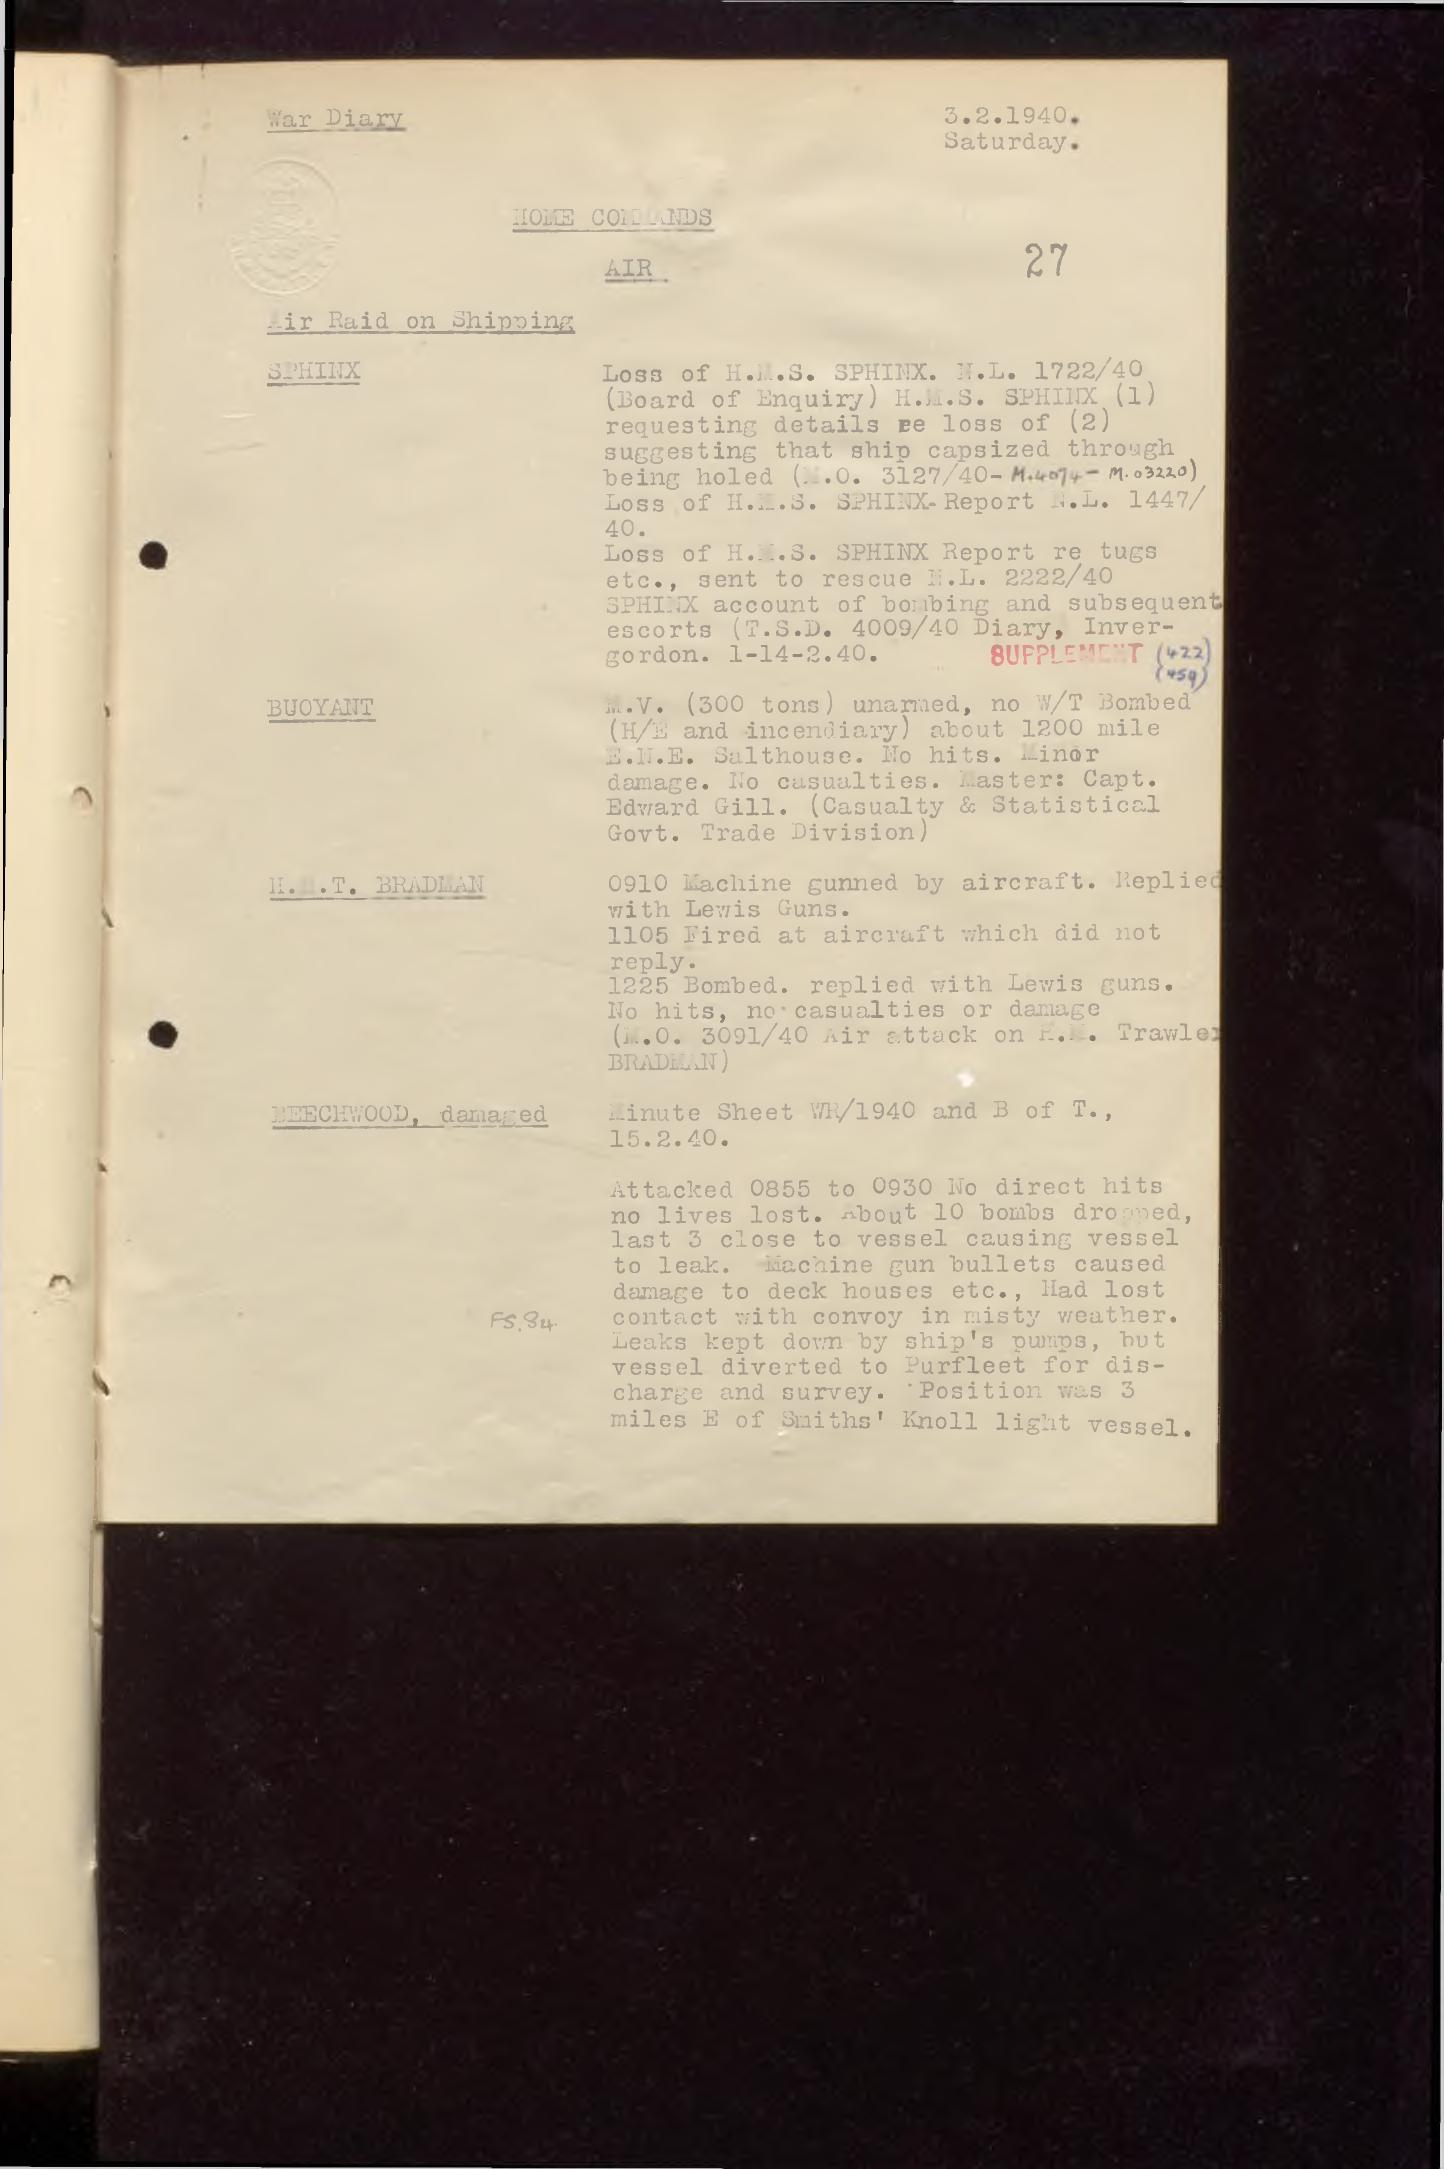 War Diary
3.2.1940.
Saturday.
HOME COMMANDS
AIR
27
Air Raid on Shipping
SPHINX
Loss of H.M.S. SPHINX. N.L. 1722/40
(Board of Enquiry) H.M.S. SPHINX (1)
requesting details re loss of (2)
suggesting that ship capsized through
being holed (M.O. 3127/40- M.4074- M.03220)
Loss of H.M.S. SPHINX-Report N.L. 1447/
40.
Loss of H.M.S. SPHINX Report re tugs
etc., sent to rescue N.L. 2222/40
SPHINX account of bombing and subsequent
escorts (T.S.D. 4009/40 Diary, Inver-
gordon. 1-14-2.40. SUPPLEMENT (422)
(459)
BUOYANT
M.V. (300 tons) unarmed, no W/T Bombed
(H/E and incendiary) about 1200 mile
E.N.E. Salthouse. No hits. Minor
damage. No casualties. Master: Capt.
Edward Gill. (Casualty & Statistical
Govt. Trade Division)
H.M.T. BRADMAN
0910 Machine gunned by aircraft. Replied
with Lewis Guns.
1105 Fired at aircraft which did not
reply.
1225 Bombed. replied with Lewis guns.
No hits, no casualties or damage
(M.O. 3091/40 Air attack on H.M. Trawler
BRADMAN)
BEECHWOOD, damaged
Minute Sheet WR/1940 and B of T.,
15.2.40.
Attacked 0855 to 0930 No direct hits
no lives lost. About 10 bombs dropped,
last 3 close to vessel causing vessel
to leak. Machine gun bullets caused
damage to deck houses etc., Had lost
contact with convoy in misty weather.
FS.84.
Leaks kept down by ship's pumps, but
vessel diverted to Purfleet for dis-
charge and survey. Position was 3
miles E of Smiths' Knoll light vessel.